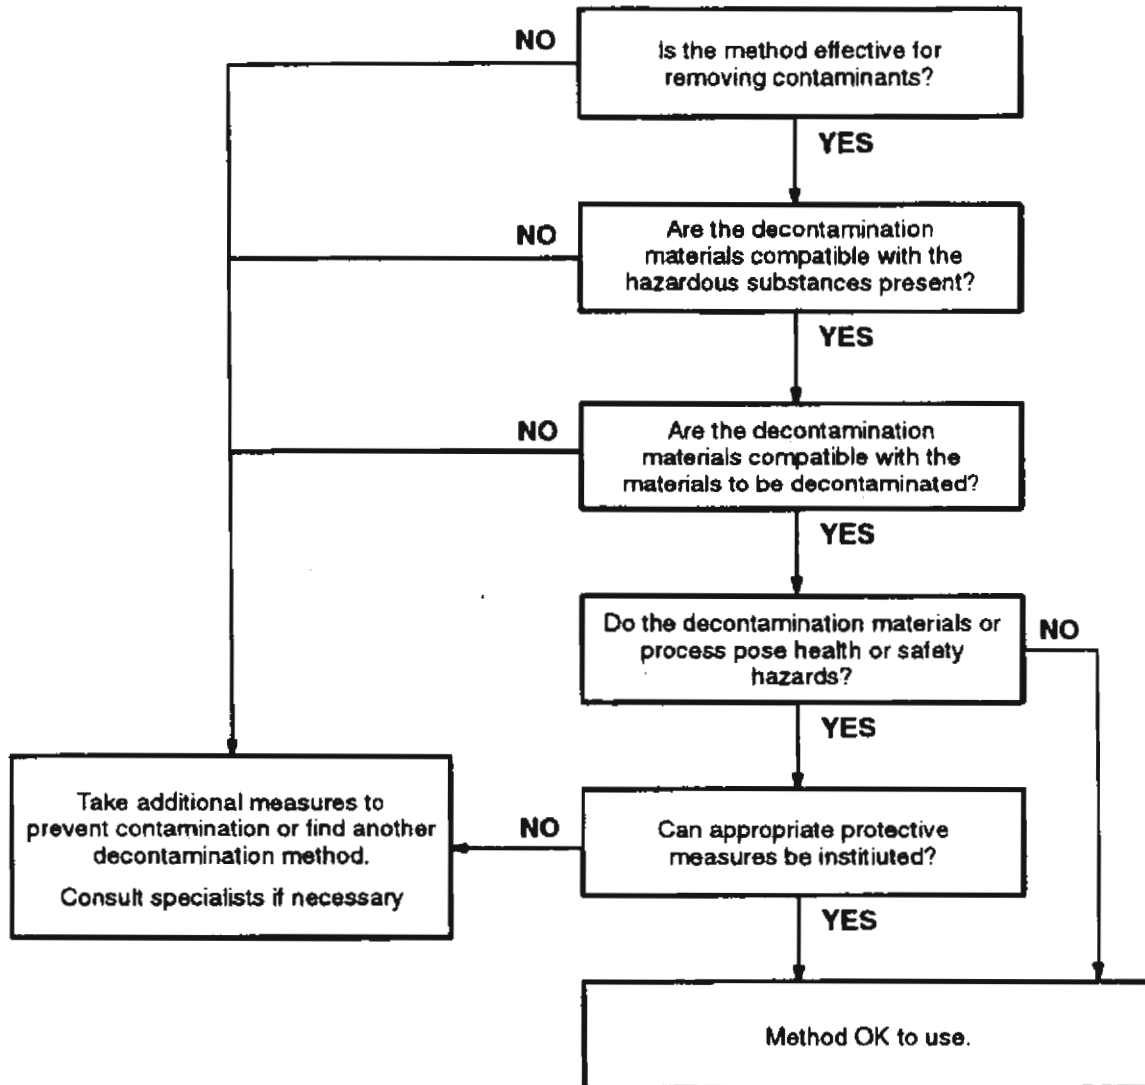 NO
Is the method effective for
removing contaminants?
YES
NO
Are the decontamination
materials compatible with the
hazardous substances present?
YES
NO
Are the decontamination
materials compatible with the
materials to be decontaminated?
YES
Do the decontamination materials or
process pose health or safety
hazards?
NO
YES
Take additional measures to
prevent contamination or find another
decontamination method.
Consult specialists if necessary
NO
Can appropriate protective
measures be institiuted?
YES
Method OK to use.